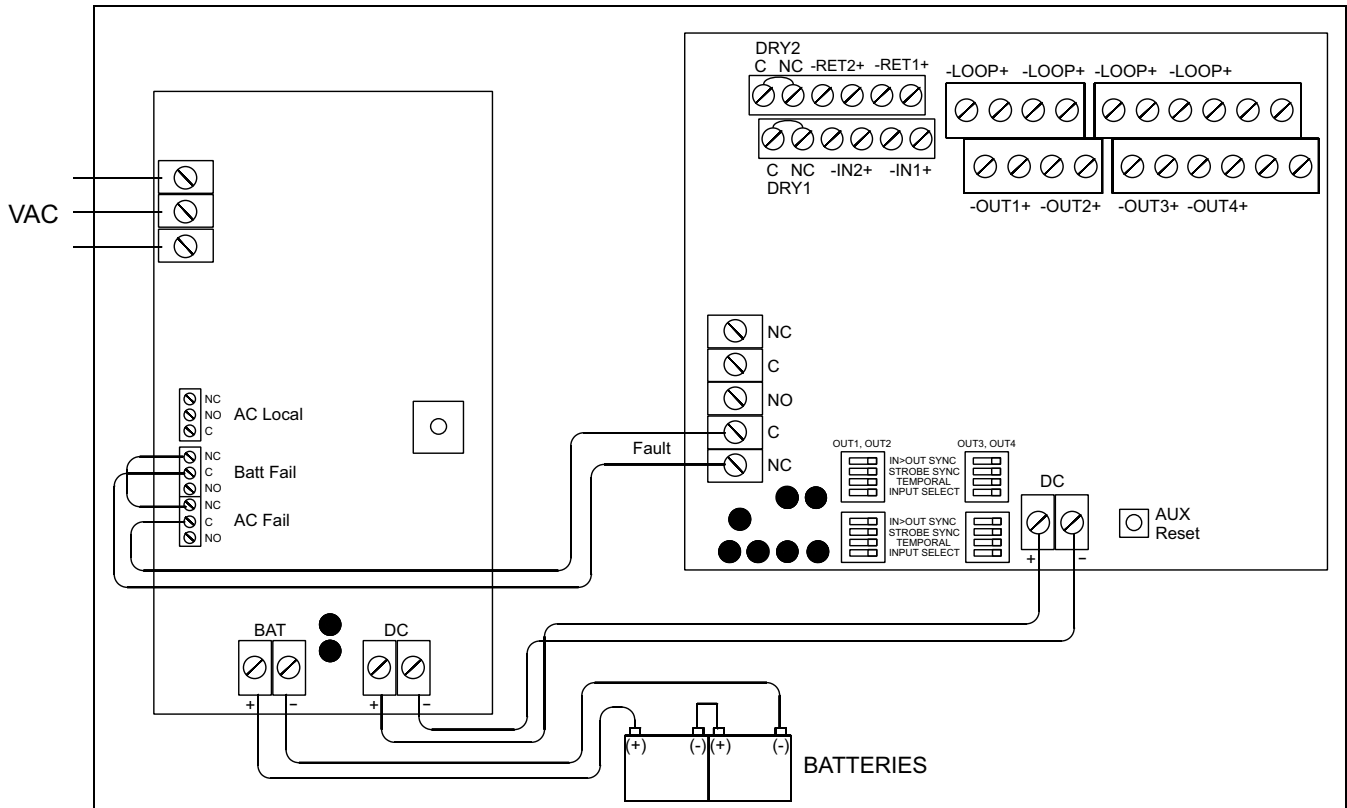 DRY2
C NC -RET2+ -RET1+
-LOOP+ -LOOP+ -LOOP+ -LOOP+
C NC -IN2+ -IN1+
DRY1
-OUT1+ -OUT2+ -OUT3+ -OUT4+
VAC
NC
C
NO
C
NC
Fault
NC
NO
C
AC Local
NC
C
NO
Batt Fail
NC
C
NO
AC Fail
OUT1, OUT2
OUT3, OUT4
IN>OUT SYNC
STROBE SYNC
TEMPORAL
INPUT SELECT
IN>OUT SYNC
STROBE SYNC
TEMPORAL
INPUT SELECT
DC
+ −
AUX
Reset
BAT
+ −
DC
+ −
(+) (-) (+) (-)
BATTERIES